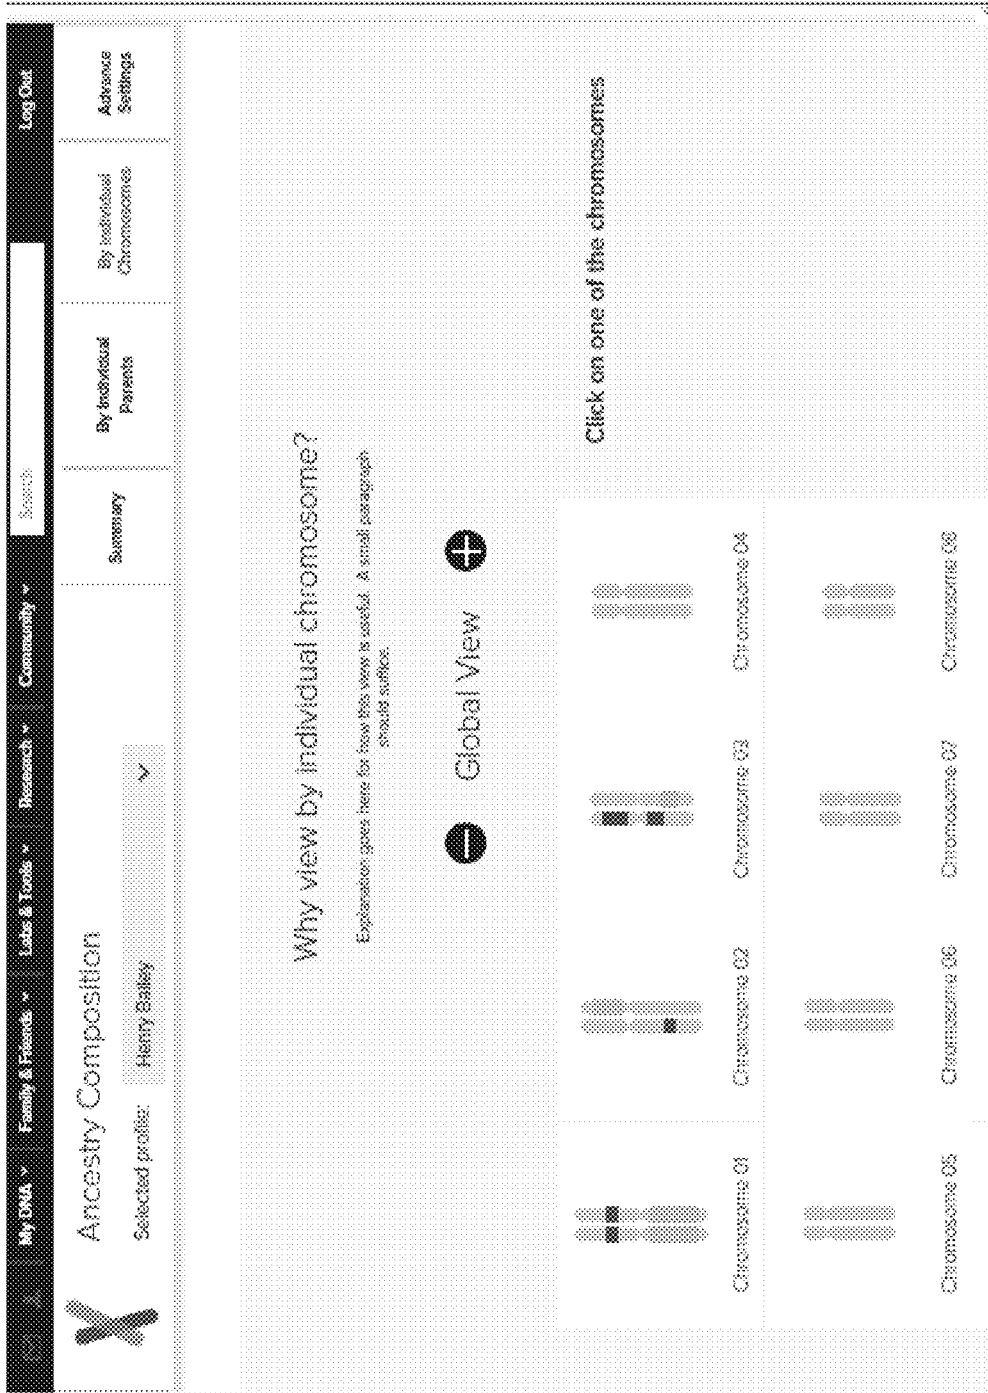 My DNA
Family & Friends
Labs & Tools
Research
Community
Search
Log Out
Ancestry Composition
Selected profile:
Henry Bailey
Summary
By Individual
Parents
By Individual
Chromosomes
Advance
Settings
Why view by individual chromosome?
Explanation goes here for how this view is useful. A small paragraph
should suffice.
Global View
Click on one of the chromosomes
Chromosome 01
Chromosome 02
Chromosome 03
Chromosome 04
Chromosome 05
Chromosome 06
Chromosome 07
Chromosome 08